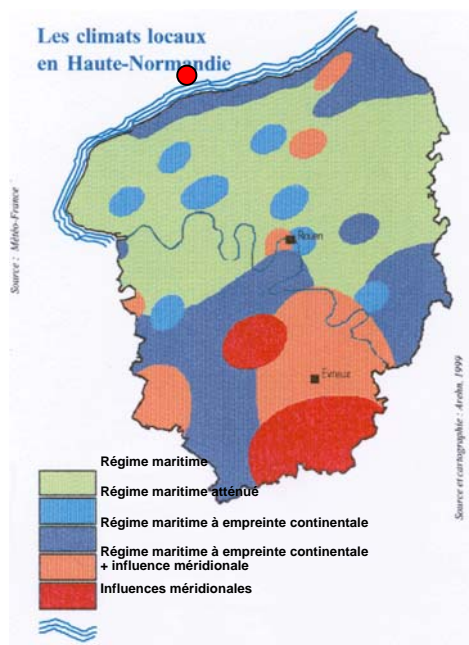 Les climats locaux
en Haute-Normandie
Source : Météo-France
Rouen
Evreux
Source et cartographie : Arehn, 1999
Régime maritime
Régime maritime atténué
Régime maritime à empreinte continentale
Régime maritime à empreinte continentale
+ influence méridionale
Influences méridionales